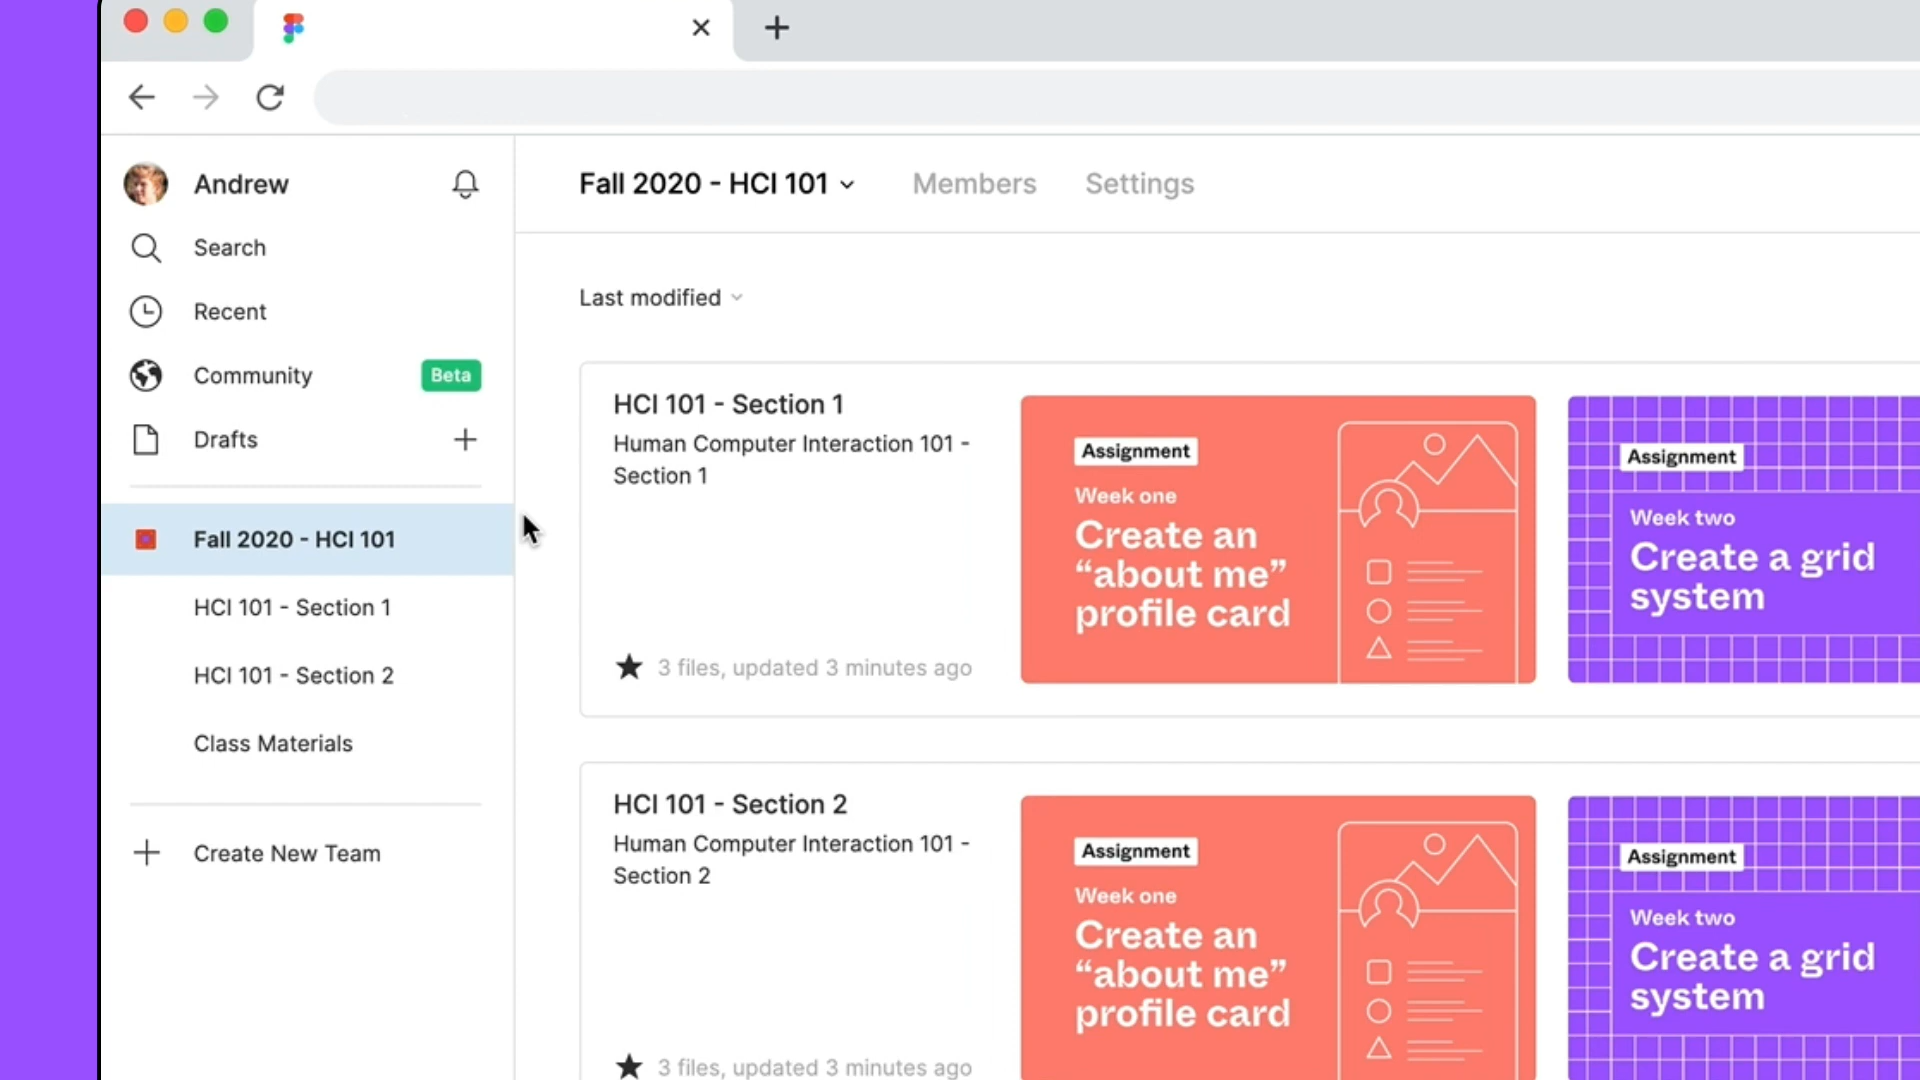 Andrew
Search
Recent
Community
Beta
Drafts
Fall 2020 - HCI 101
HCI 101 - Section 1
HCI 101 - Section 2
Class Materials
Create New Team
Fall 2020 - HCI 101
Members
Settings
Last modified
HCI 101 - Section 1
Human Computer Interaction 101 -
Section 1
3 files, updated 3 minutes ago
Assignment
Week one
Create an
“about me”
profile card
Assignment
Week two
Create a grid
system
HCI 101 - Section 2
Human Computer Interaction 101 -
Section 2
3 files, updated 3 minutes ago
Assignment
Week one
Create an
“about me”
profile card
Assignment
Week two
Create a grid
system